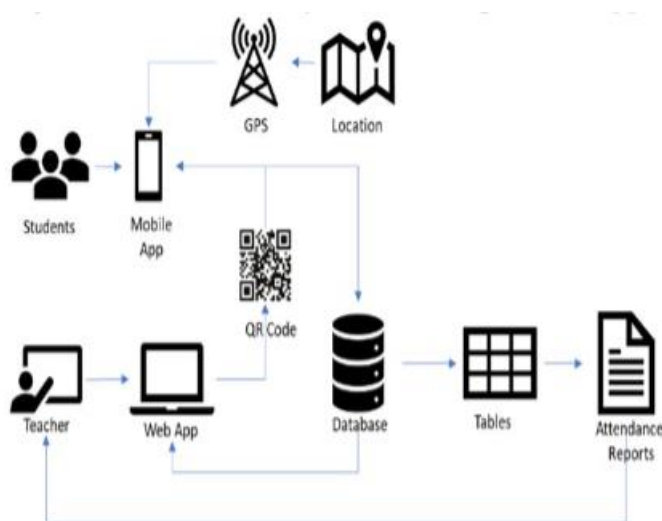 GPS
Location
Students
Mobile
App
QR Code
Teacher
Web App
Database
Tables
Attendance
Reports